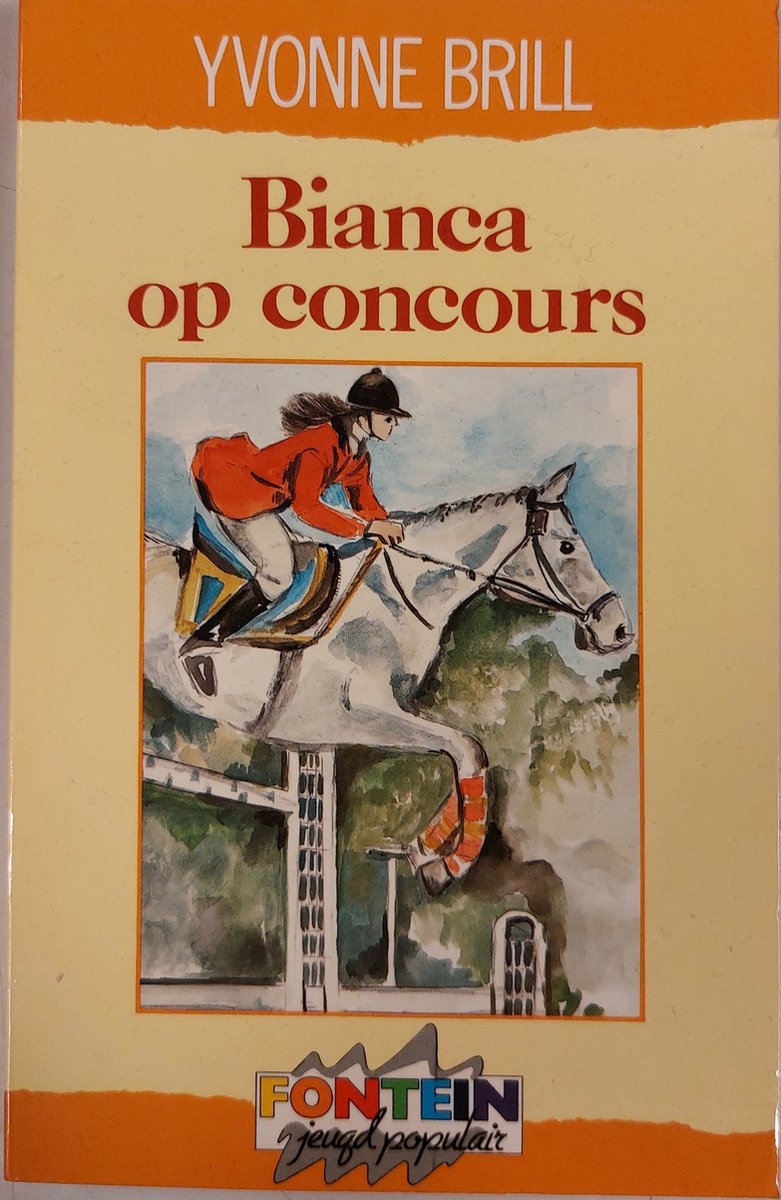 YVONNE BRILL
Bianca
op concours
FONTEIN
jeugd populair